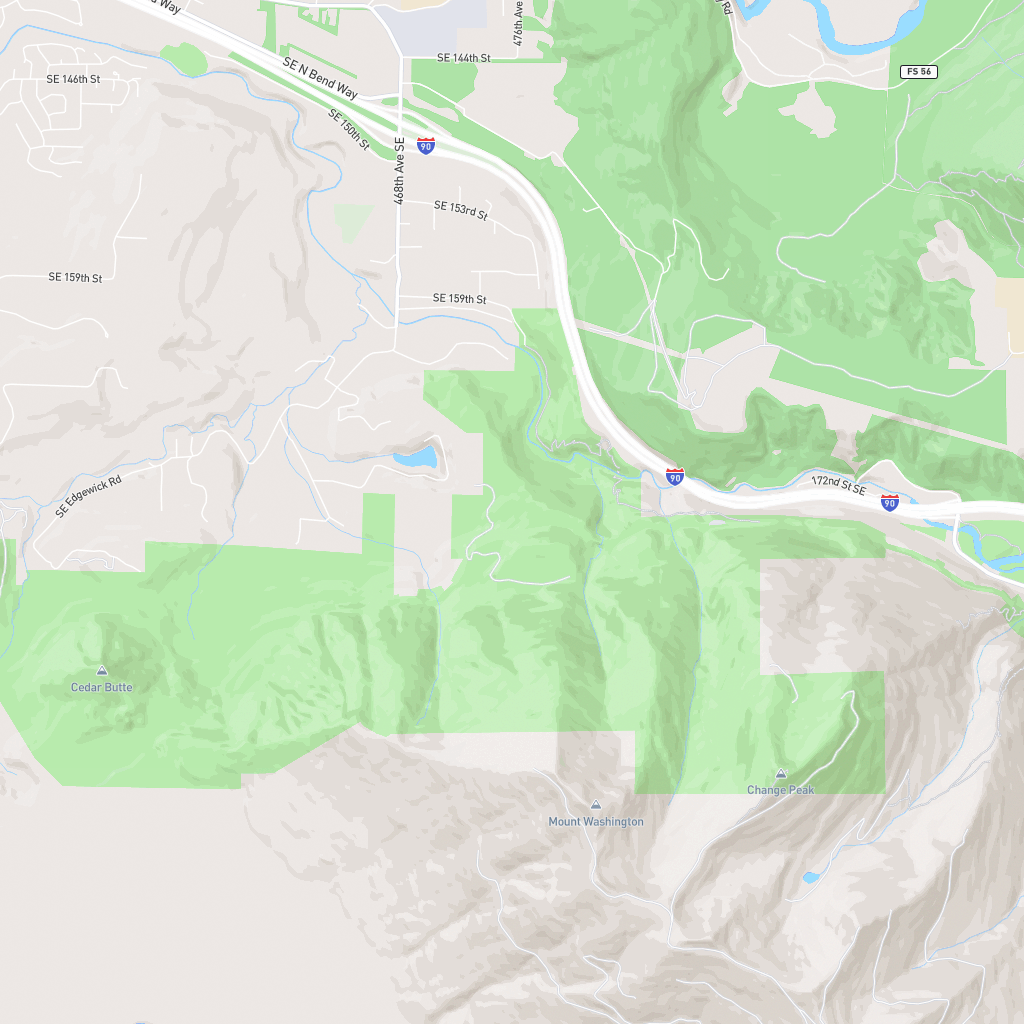 476th Ave
SE 144th St
FS 56
SE 146th St
SE N Bend Way
SE 150th St
90
468th Ave SE
SE 153rd St
SE 159th St
SE 159th St
SE Edgewick Rd
90
172nd St SE
90
Cedar Butte
Change Peak
Mount Washington